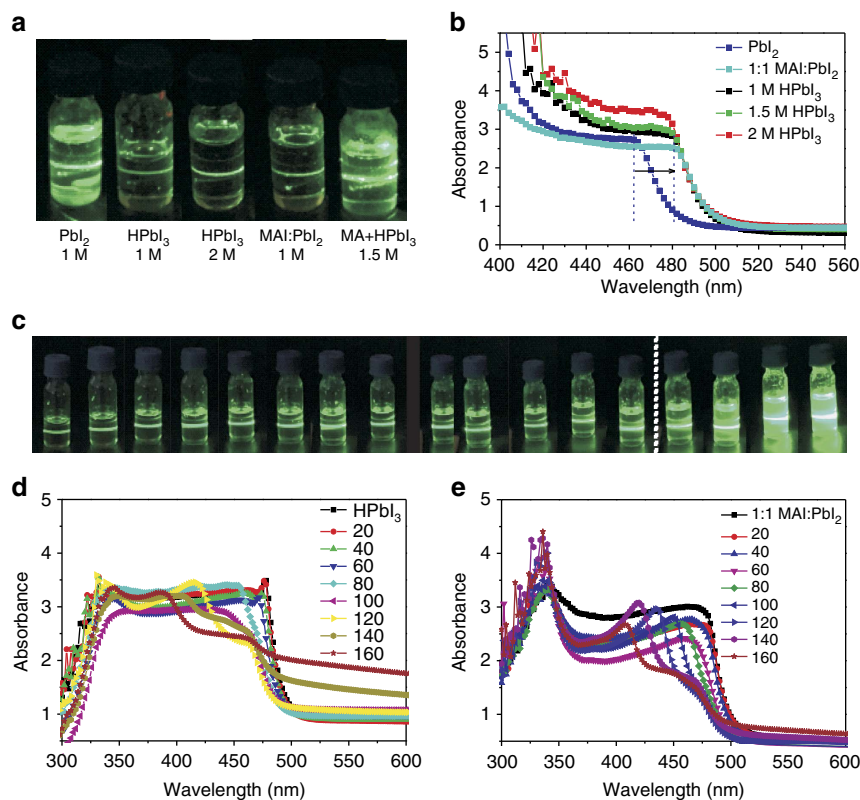 a
PbI2
1 M
HPbI3
1 M
HPbI3
2 M
MAI:PbI2
1 M
MA+HPbI3
1.5 M
b
Absorbance
5
4
3
2
1
0
PbI2
1:1 MAI:PbI2
1 M HPbI3
1.5 M HPbI3
2 M HPbI3
400 420 440 460 480 500 520 540 560
Wavelength (nm)
c
d
Absorbance
5
4
3
2
1
HPbI3
20
40
60
80
100
120
140
160
300 350 400 450 500 550 600
Wavelength (nm)
e
Absorbance
5
4
3
2
1
1:1 MAI:PbI2
20
40
60
80
100
120
140
160
300 350 400 450 500 550 600
Wavelength (nm)